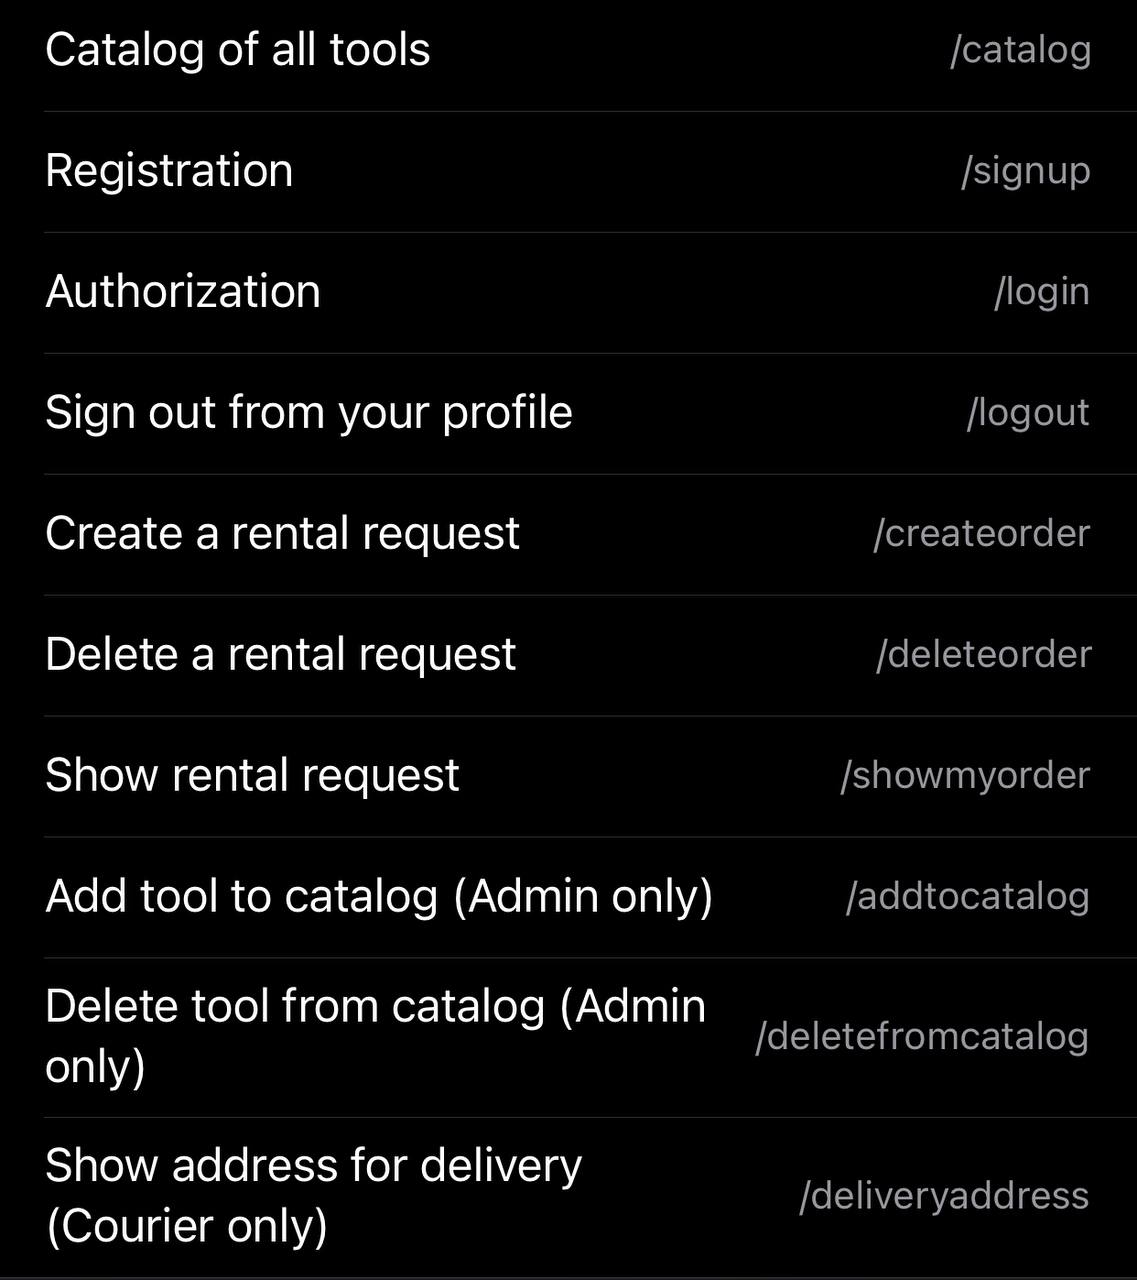 Catalog of all tools /catalog
Registration /signup
Authorization /login
Sign out from your profile /logout
Create a rental request /createorder
Delete a rental request /deleteorder
Show rental request /showmyorder
Add tool to catalog (Admin only) /addtocatalog
Delete tool from catalog (Admin
only) /deletefromcatalog
Show address for delivery
(Courier only) /deliveryaddress